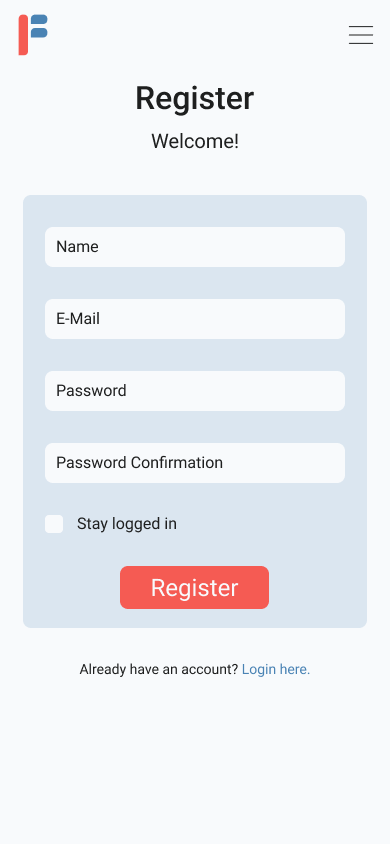 Register
Welcome!
Name
E-Mail
Password
Password Confirmation
Stay logged in
Register
Already have an account? Login here.